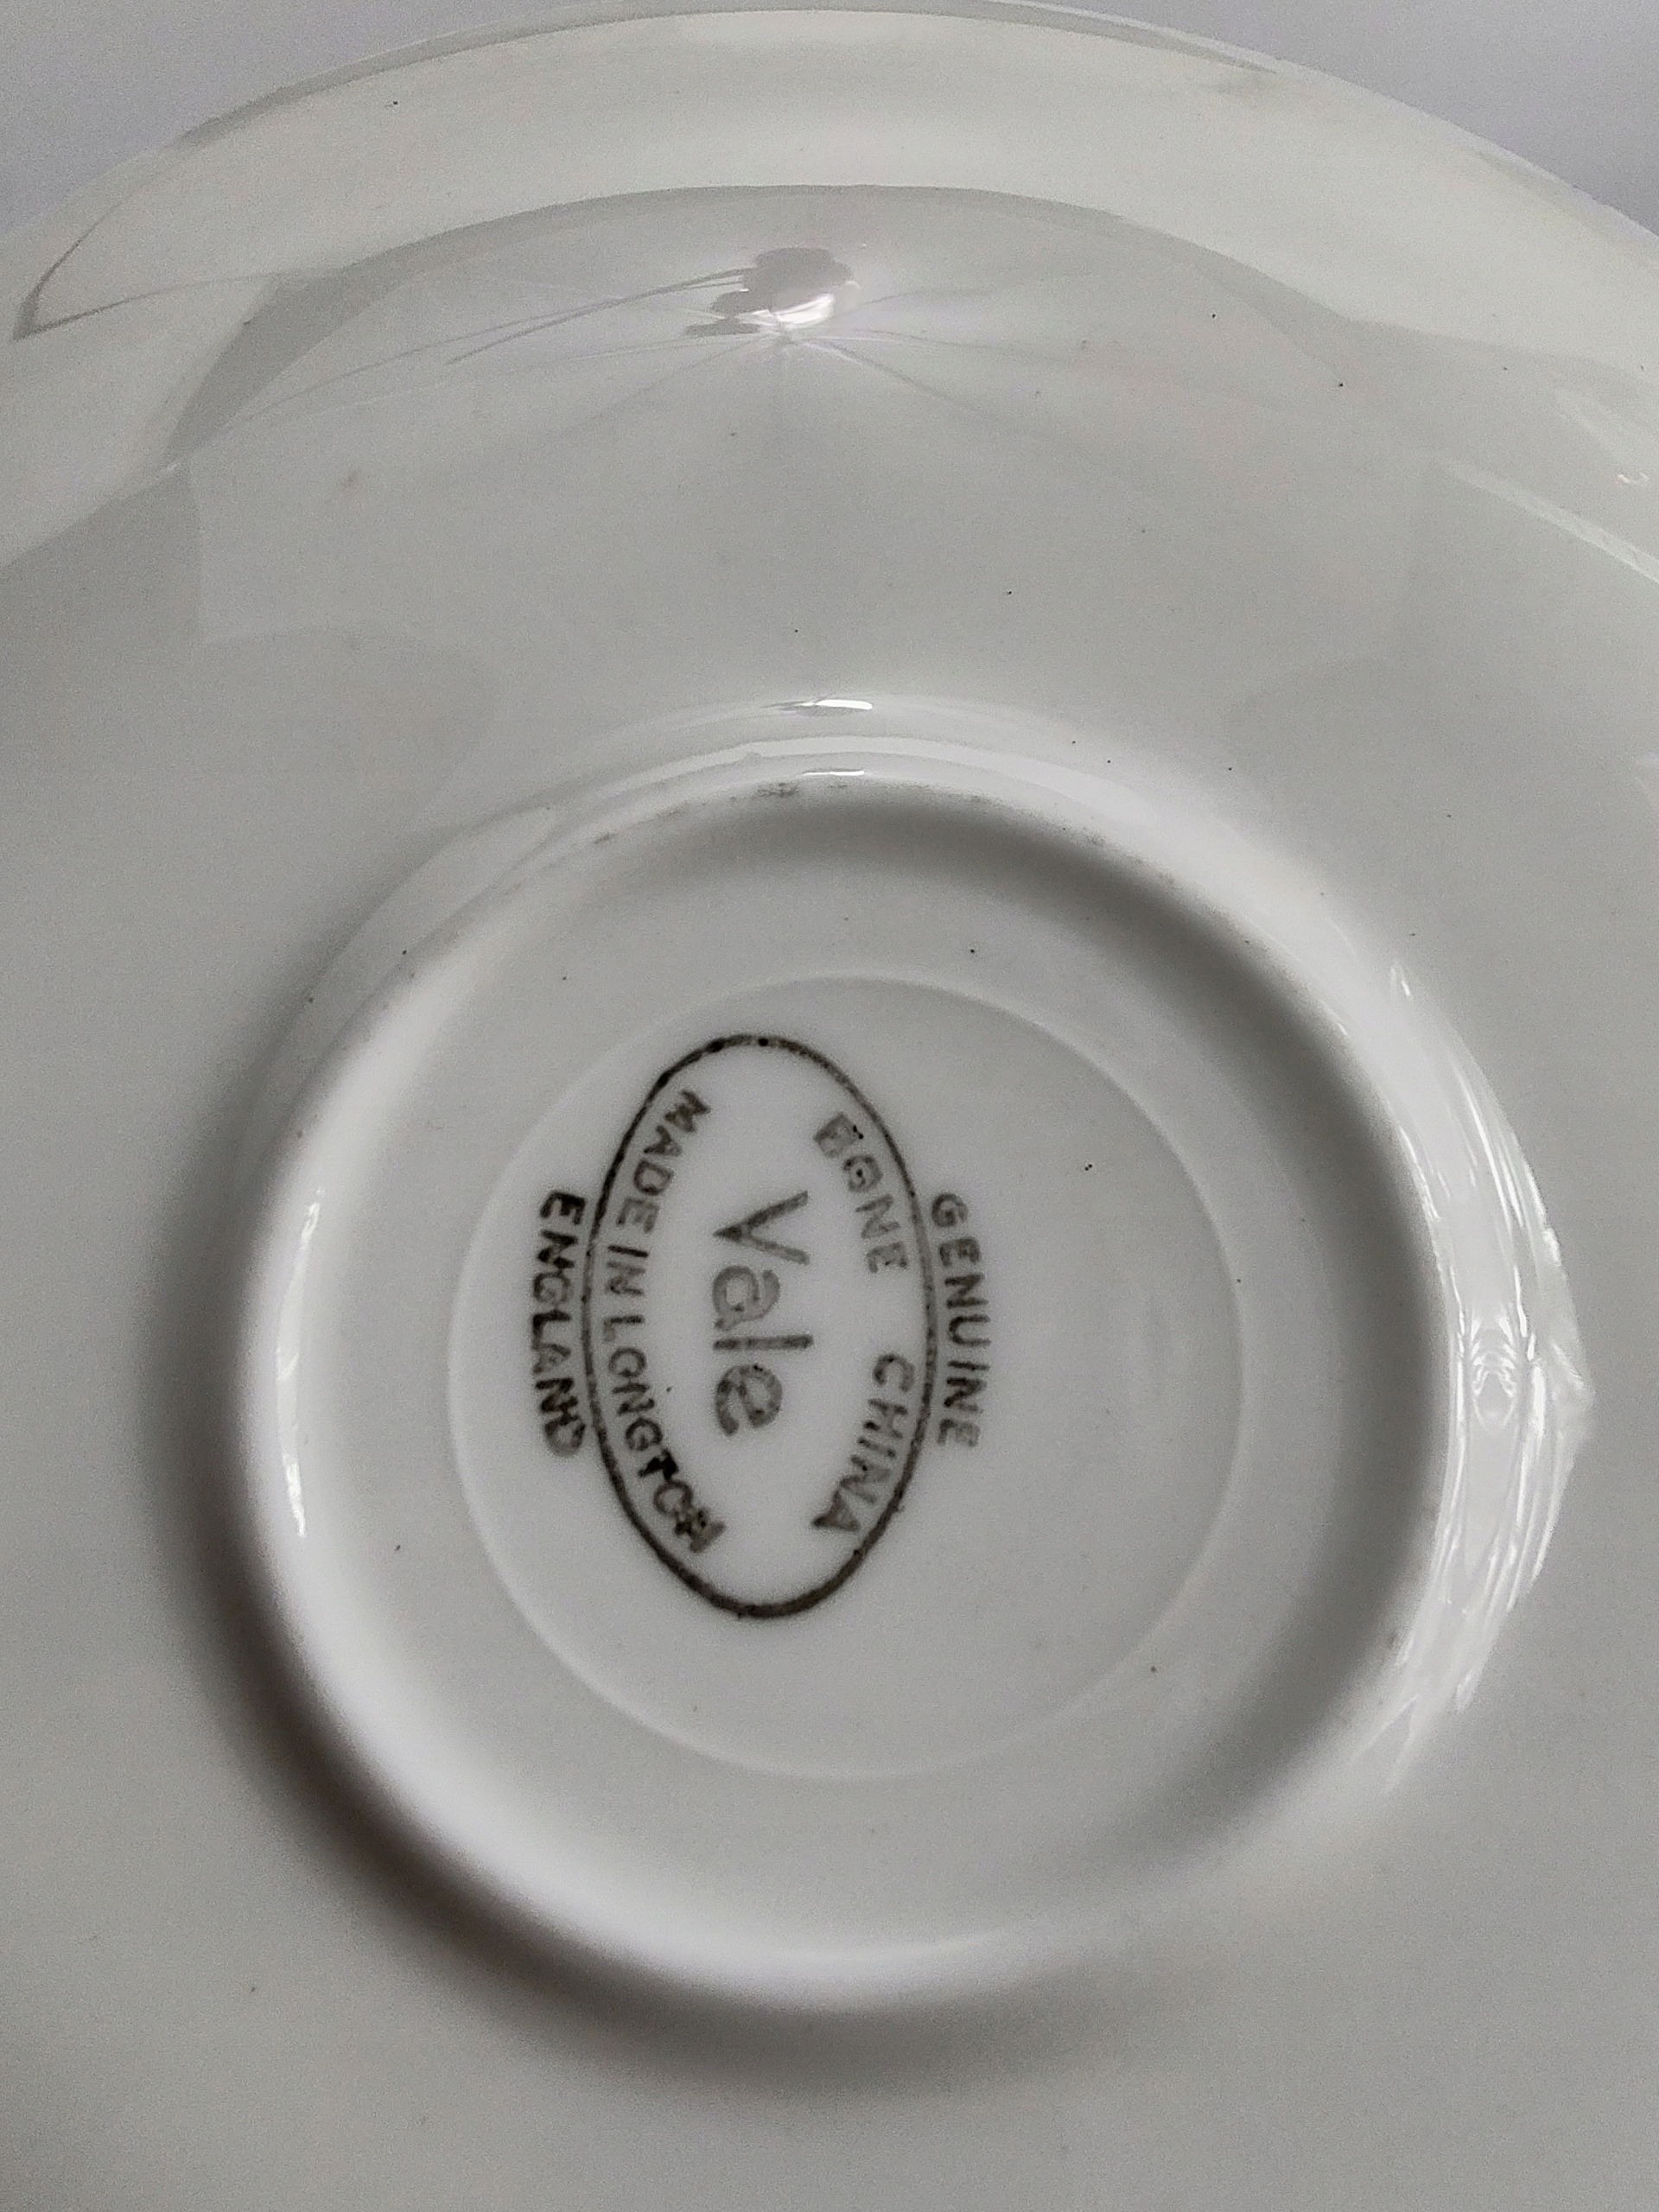 GENUINE
BONE CHINA
Vale
MADE IN LONGTON
ENGLAND